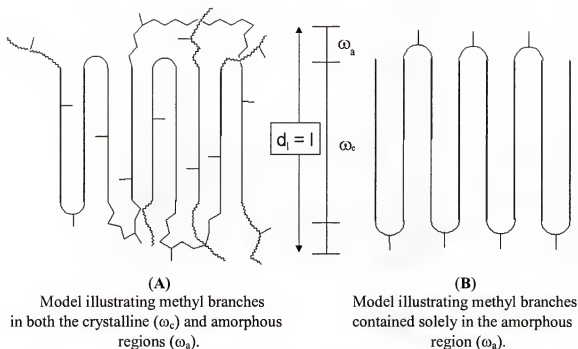 ωa
dl = l
ωc
(A)
Model illustrating methyl branches
in both the crystalline (ωc) and amorphous
regions (ωa).
(B)
Model illustrating methyl branches
contained solely in the amorphous
region (ωa).